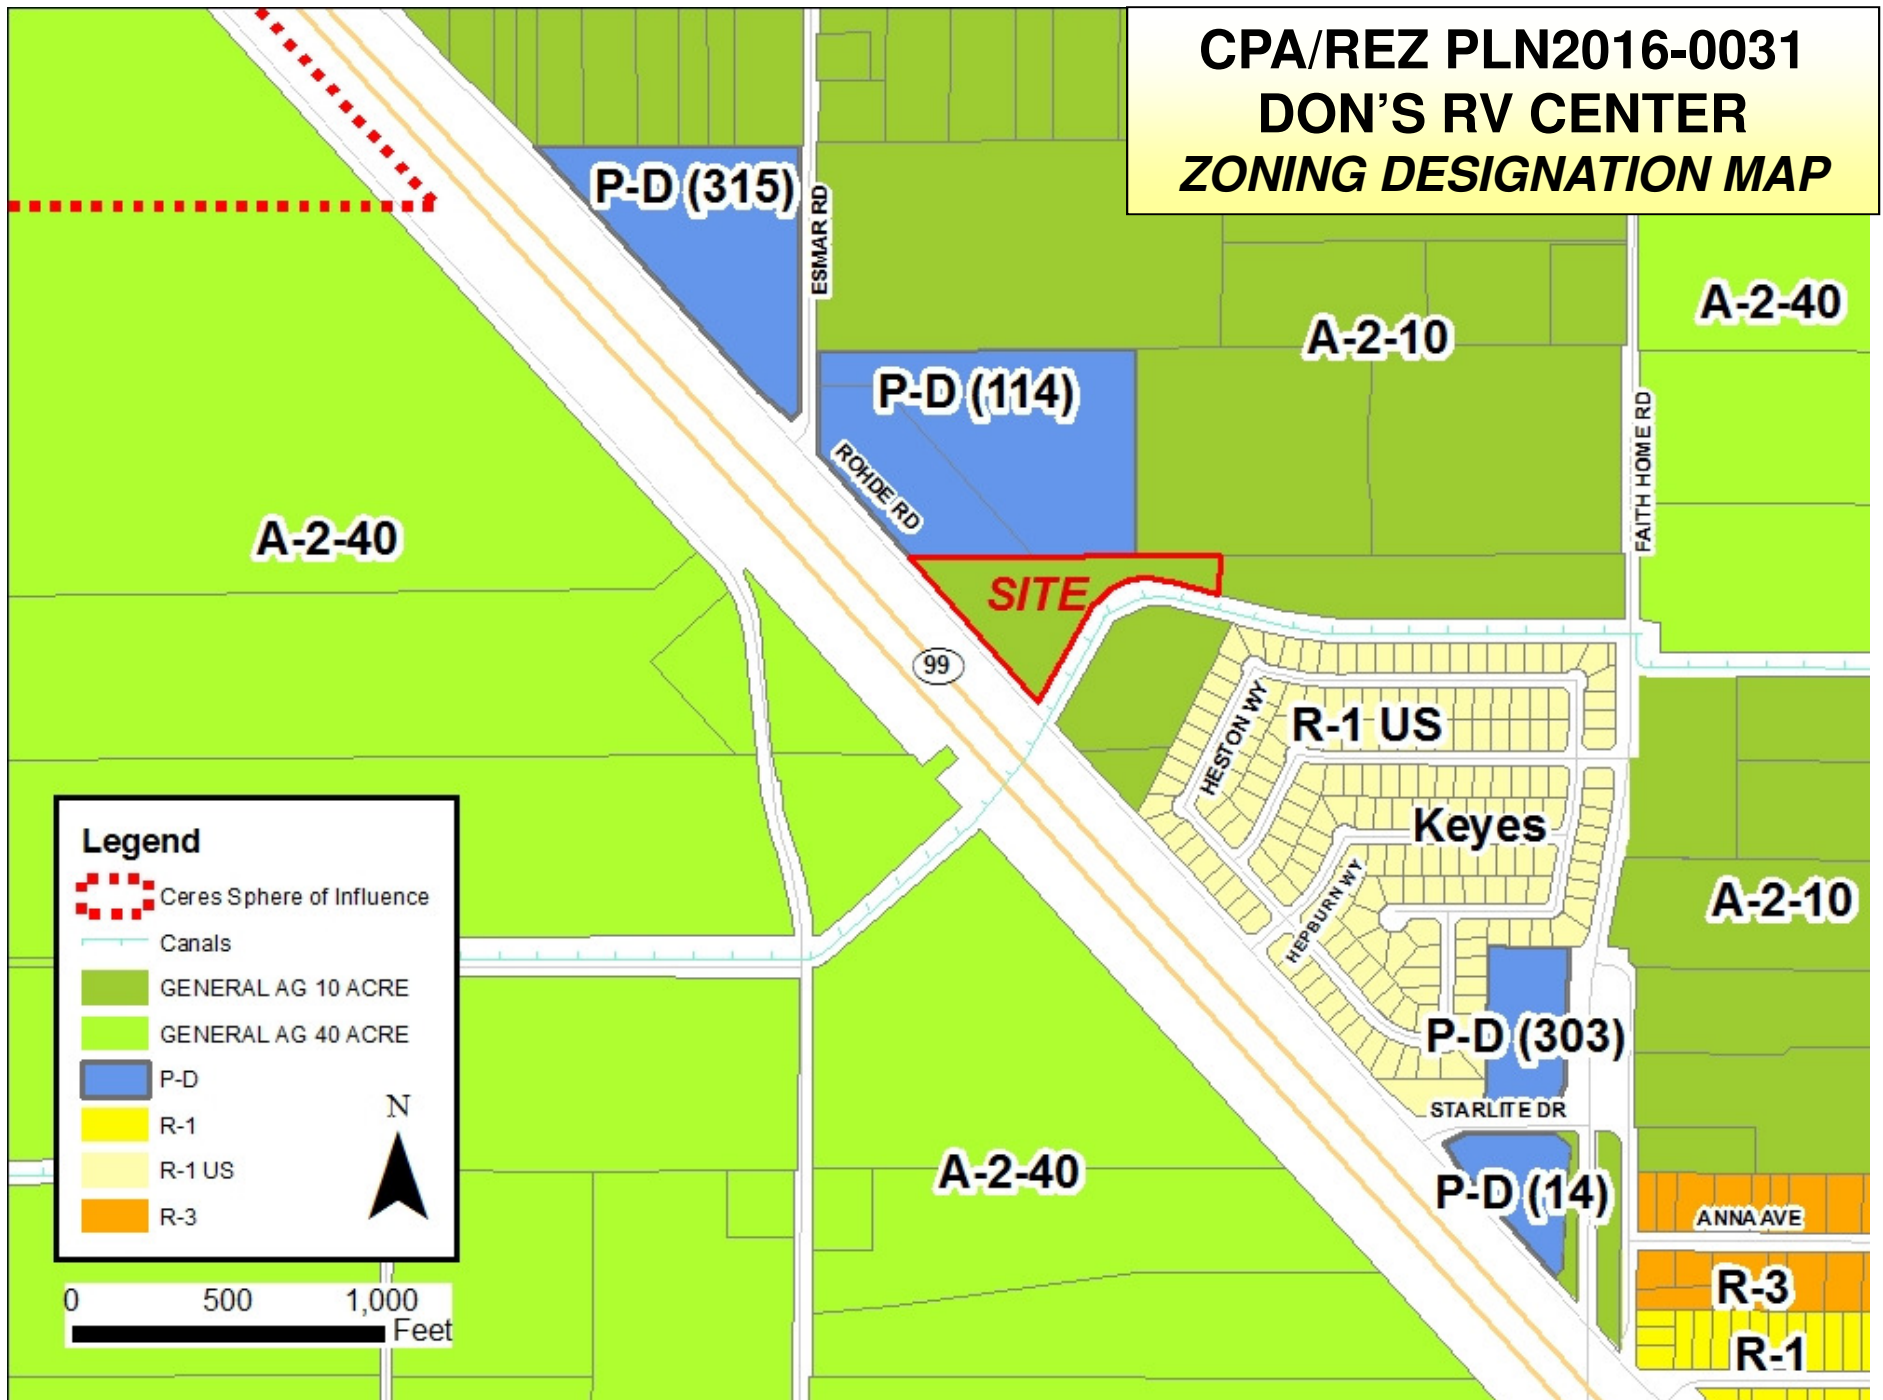 CPA/REZ PLN2016-0031
DON'S RV CENTER
ZONING DESIGNATION MAP
P-D (315)
ESMAR RD
A-2-40
A-2-10
P-D (114)
ROHDE RD
FAITH HOME RD
A-2-40
SITE
99
HESTON WY
R-1 US
Keyes
HEPBURN WY
A-2-10
P-D (303)
STARLITE DR
A-2-40
P-D (14)
ANNA AVE
R-3
R-1
Legend
Ceres Sphere of Influence
Canals
GENERAL AG 10 ACRE
GENERAL AG 40 ACRE
P-D
R-1
R-1 US
R-3
N
0 500 1,000
Feet